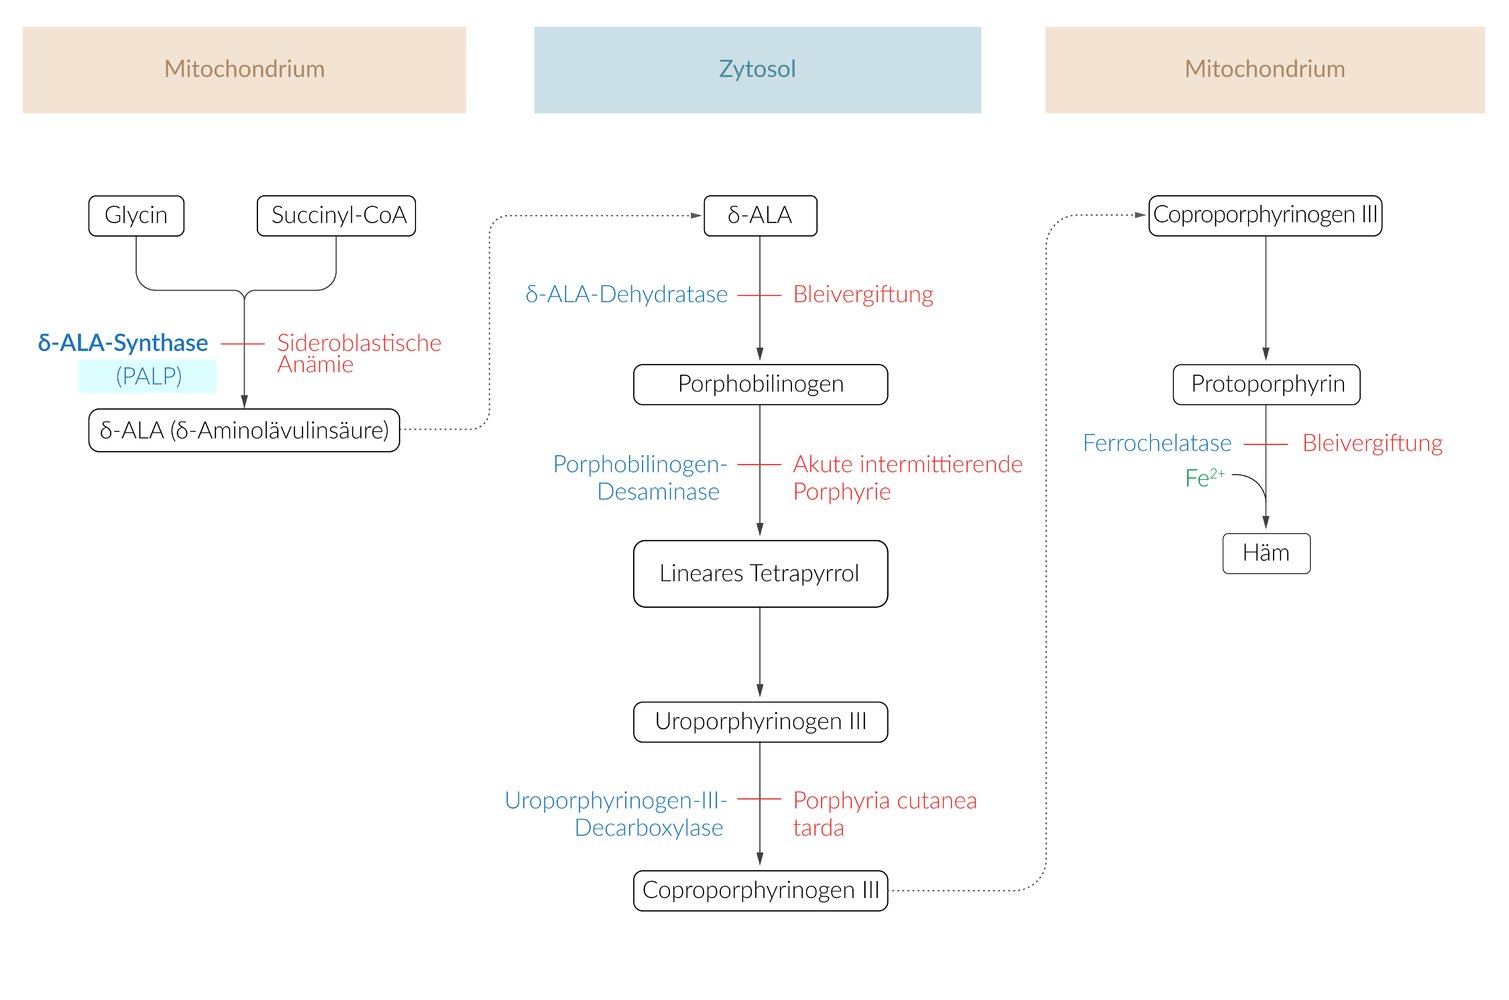 Mitochondrium
Zytosol
Mitochondrium
Glycin
Succinyl-CoA
δ-ALA-Synthase
(PALP)
Sideroblastische
Anämie
δ-ALA (δ-Aminolävulinsäure)
δ-ALA
δ-ALA-Dehydratase
Bleivergiftung
Porphobilinogen
Porphobilinogen-
Desaminase
Akute intermittierende
Porphyrie
Lineares Tetrapyrrol
Uroporphyrinogen III
Uroporphyrinogen-III-
Decarboxylase
Porphyria cutanea
tarda
Coproporphyrinogen III
Coproporphyrinogen III
Protoporphyrin
Ferrochelatase
Bleivergiftung
Fe²⁺
Häm